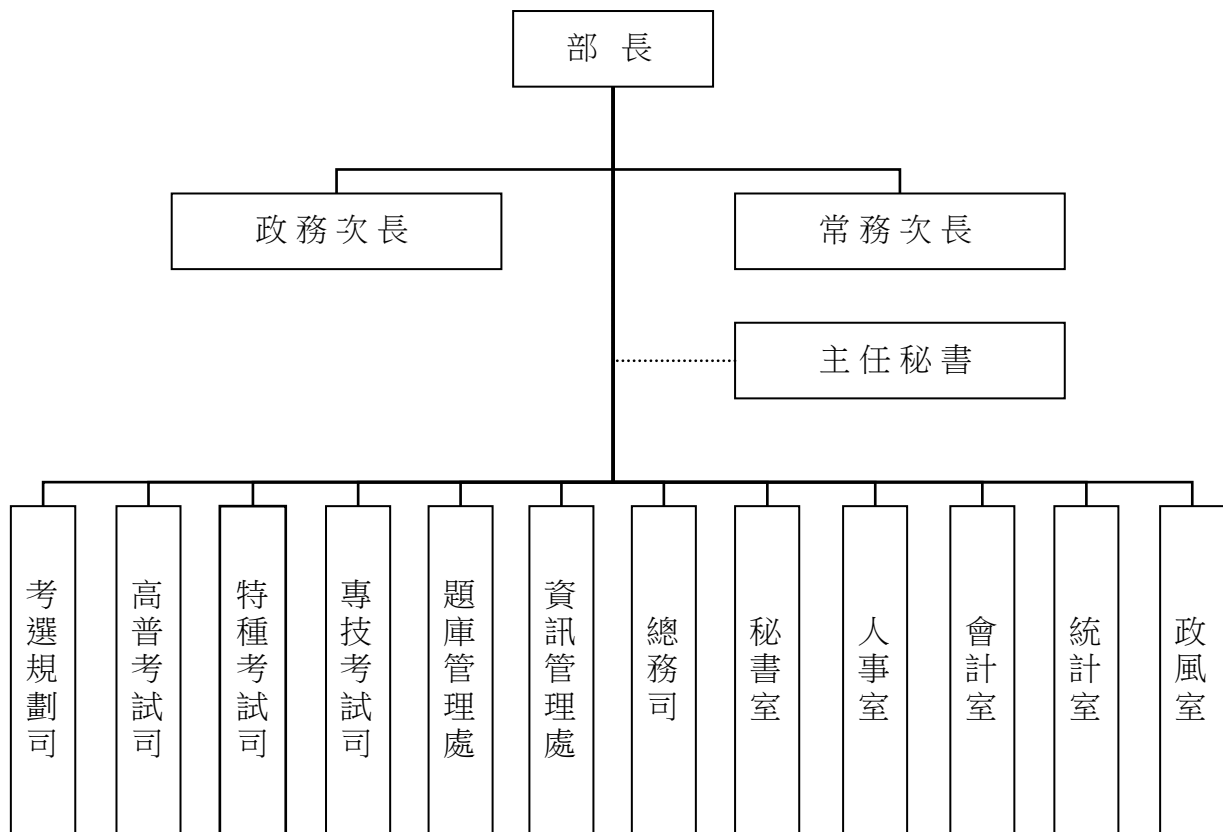 部 長
政務次長
常務次長
主任秘書
考選規劃司
高普考試司
特種考試司
專技考試司
題庫管理處
資訊管理處
總務司
秘書室
人事室
會計室
統計室
政風室